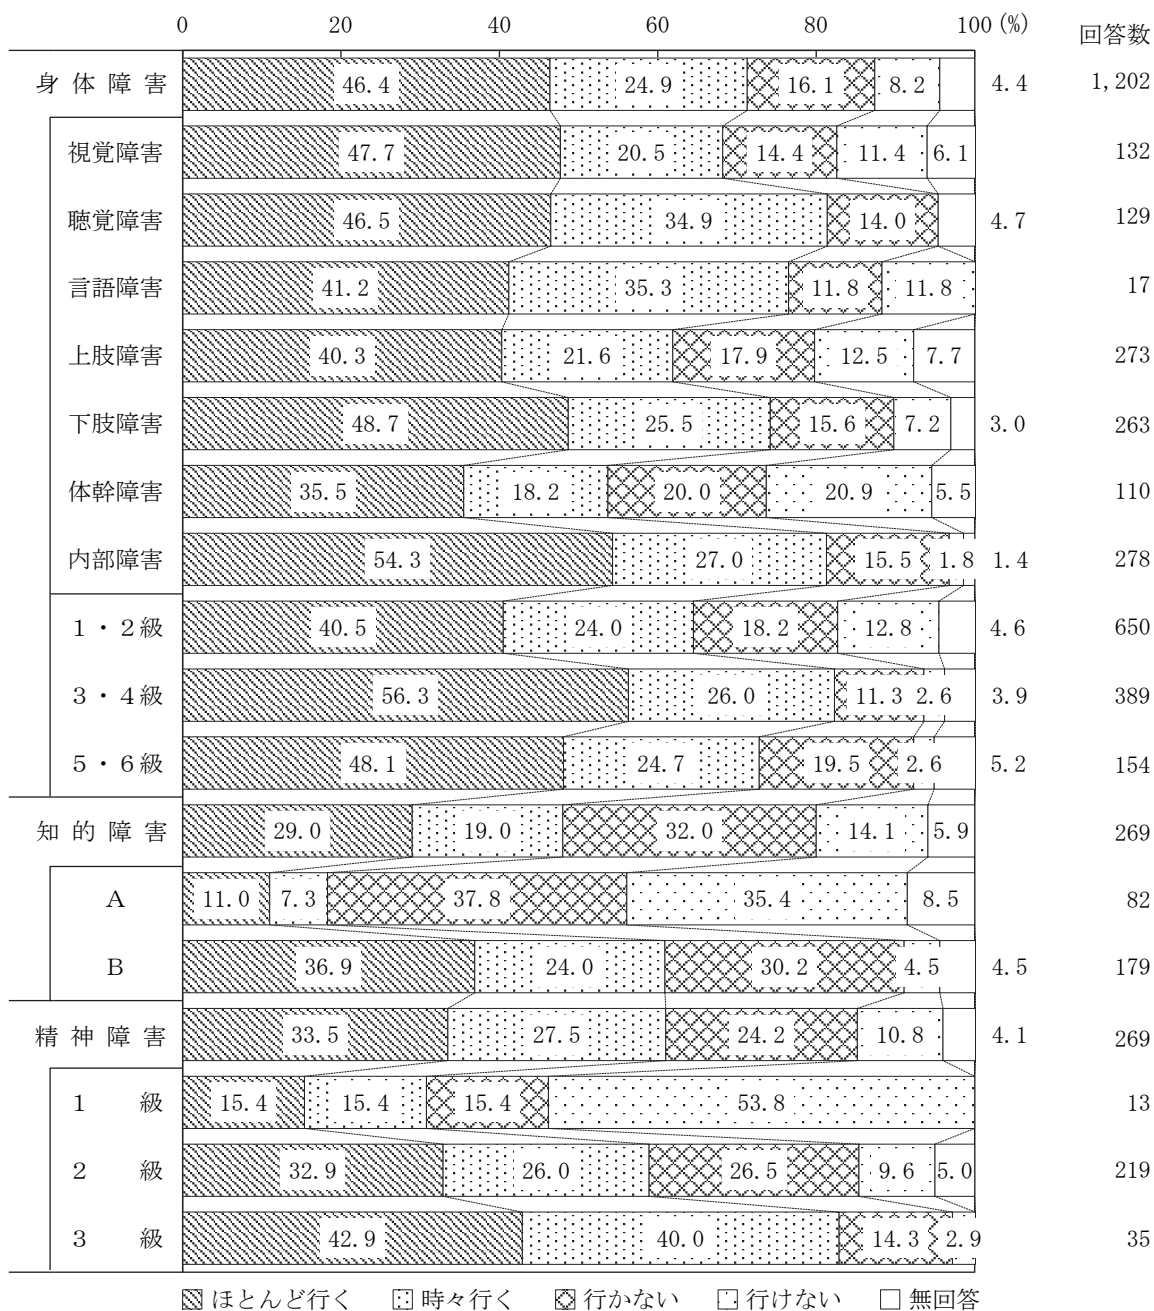 0 20 40 60 80 100 (%) 回答数
身体障害 46.4 24.9 16.1 8.2 4.4 1,202
視覚障害 47.7 20.5 14.4 11.4 6.1 132
聴覚障害 46.5 34.9 14.0 4.7 129
言語障害 41.2 35.3 11.8 11.8 17
上肢障害 40.3 21.6 17.9 12.5 7.7 273
下肢障害 48.7 25.5 15.6 7.2 3.0 263
体幹障害 35.5 18.2 20.0 20.9 5.5 110
内部障害 54.3 27.0 15.5 1.8 1.4 278
1・2級 40.5 24.0 18.2 12.8 4.6 650
3・4級 56.3 26.0 11.3 2.6 3.9 389
5・6級 48.1 24.7 19.5 2.6 5.2 154
知的障害 29.0 19.0 32.0 14.1 5.9 269
A 11.0 7.3 37.8 35.4 8.5 82
B 36.9 24.0 30.2 4.5 4.5 179
精神障害 33.5 27.5 24.2 10.8 4.1 269
1級 15.4 15.4 15.4 53.8 13
2級 32.9 26.0 26.5 9.6 5.0 219
3級 42.9 40.0 14.3 2.9 35
ほとんど行く 時々行く 行かない 行けない 無回答